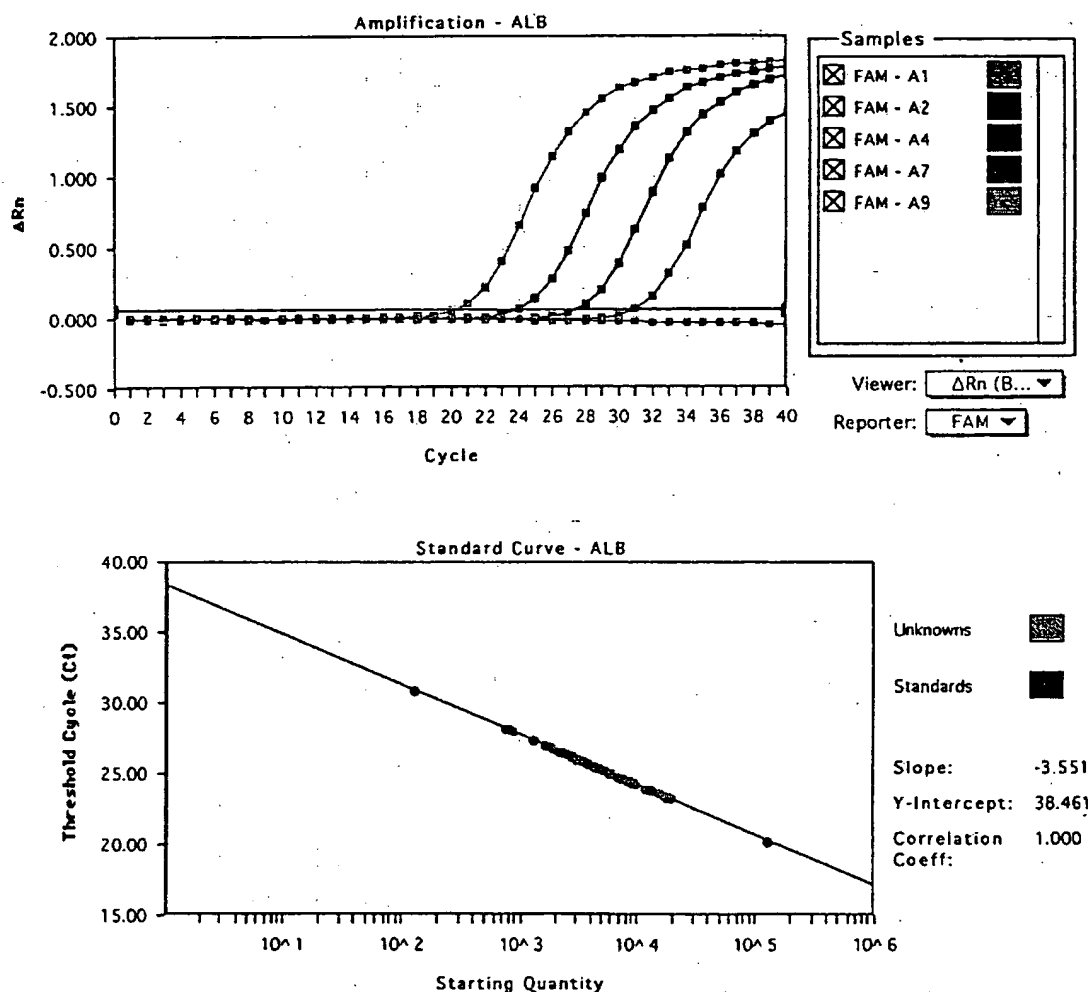 Amplification - ALB
2.000
1.500
1.000
0.500
0.000
-0.500
ΔRn
0 2 4 6 8 10 12 14 16 18 20 22 24 26 28 30 32 34 36 38 40
Cycle
Samples
FAM - A1
FAM - A2
FAM - A4
FAM - A7
FAM - A9
Viewer: ΔRn (B...
Reporter: FAM
Standard Curve - ALB
40.00
35.00
30.00
25.00
20.00
15.00
Threshold Cycle (Ct)
10^1 10^2 10^3 10^4 10^5 10^6
Starting Quantity
Unknowns
Standards
Slope: -3.551
Y-Intercept: 38.461
Correlation 1.000
Coeff: